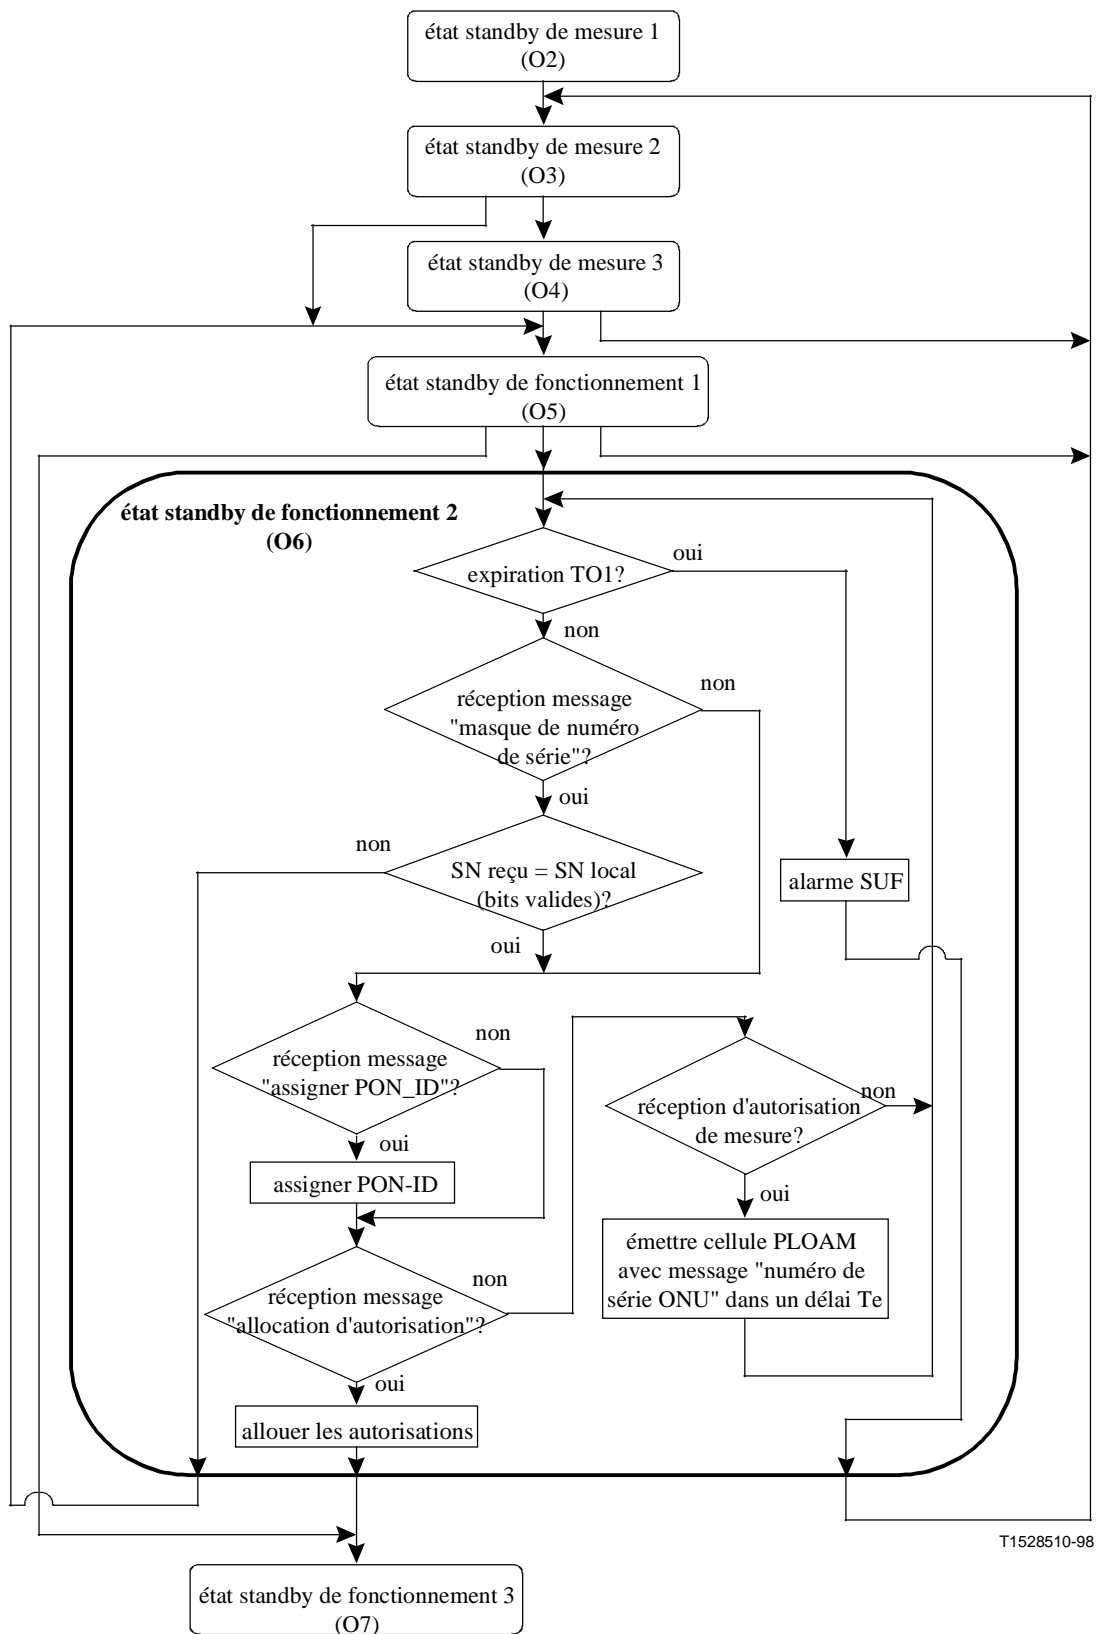 état standby de mesure 1
(O2)
état standby de mesure 2
(O3)
état standby de mesure 3
(O4)
état standby de fonctionnement 1
(O5)
état standby de fonctionnement 2
(O6)
expiration TO1?
oui
non
réception message
"masque de numéro
de série"?
non
oui
SN reçu = SN local
(bits valides)?
non
oui
alarme SUF
réception message
"assigner PON_ID"?
non
oui
assigner PON-ID
réception d'autorisation
de mesure?
non
oui
émettre cellule PLOAM
avec message "numéro de
série ONU" dans un délai Te
réception message
"allocation d'autorisation"?
non
oui
allouer les autorisations
T1528510-98
état standby de fonctionnement 3
(O7)